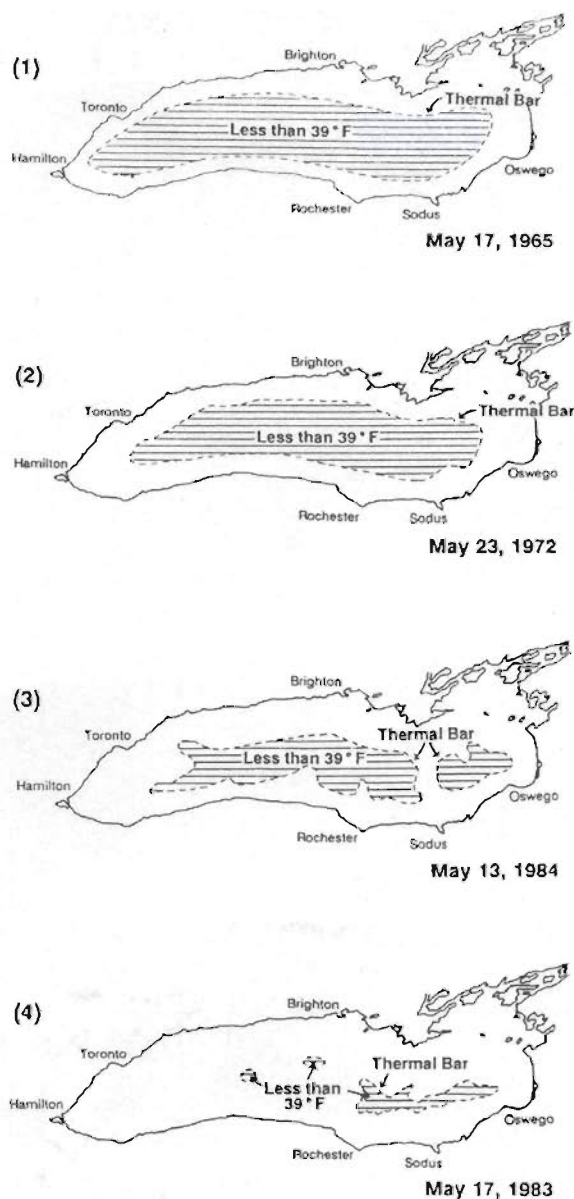 (1)
Brighton
Toronto
Thermal Bar
Less than 39°F
Hamilton
Oswego
Rochester
Sodus
May 17, 1965
(2)
Brighton
Toronto
Thermal Bar
Less than 39°F
Hamilton
Oswego
Rochester
Sodus
May 23, 1972
(3)
Brighton
Toronto
Thermal Bar
Less than 39°F
Hamilton
Oswego
Rochester
Sodus
May 13, 1984
(4)
Brighton
Toronto
Thermal Bar
Less than
39°F
Hamilton
Oswego
Rochester
Sodus
May 17, 1983